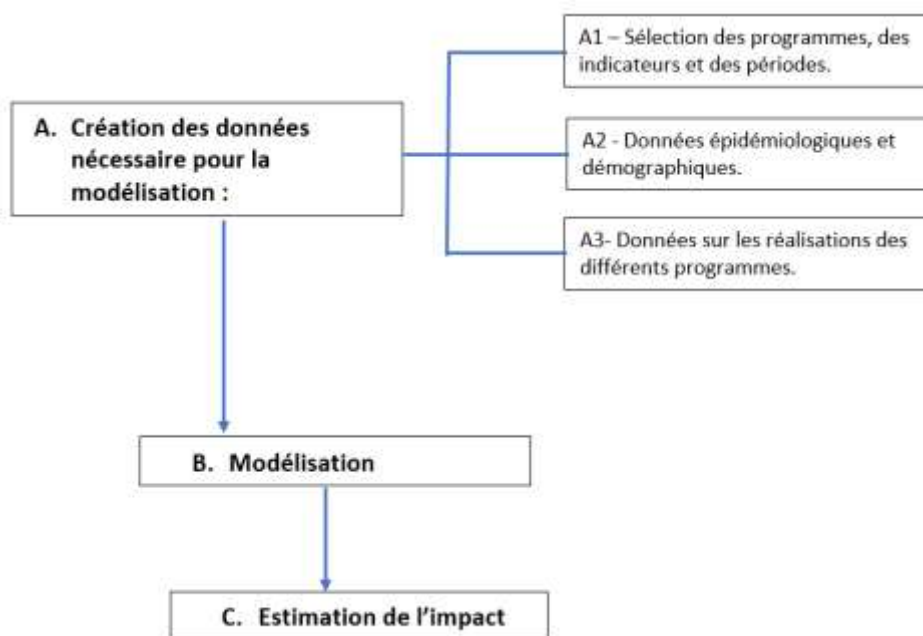 A1 – Sélection des programmes, des
indicateurs et des périodes.
A. Création des données
nécessaire pour la
modélisation :
A2 - Données épidémiologiques et
démographiques.
A3- Données sur les réalisations des
différents programmes.
B. Modélisation
C. Estimation de l’impact